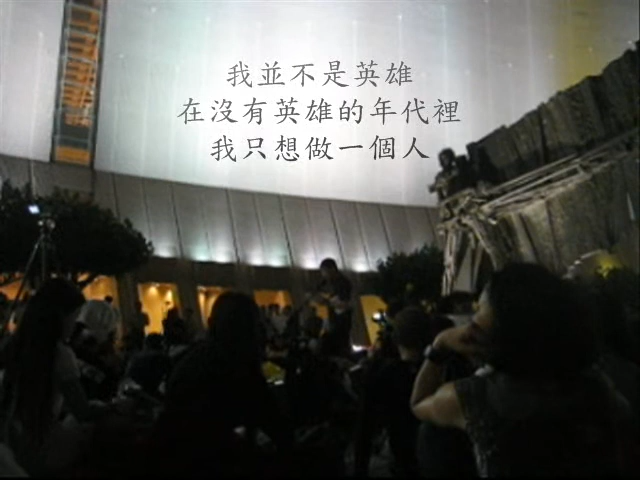 我並不是英雄
在沒有英雄的年代裡
我只想做一個人